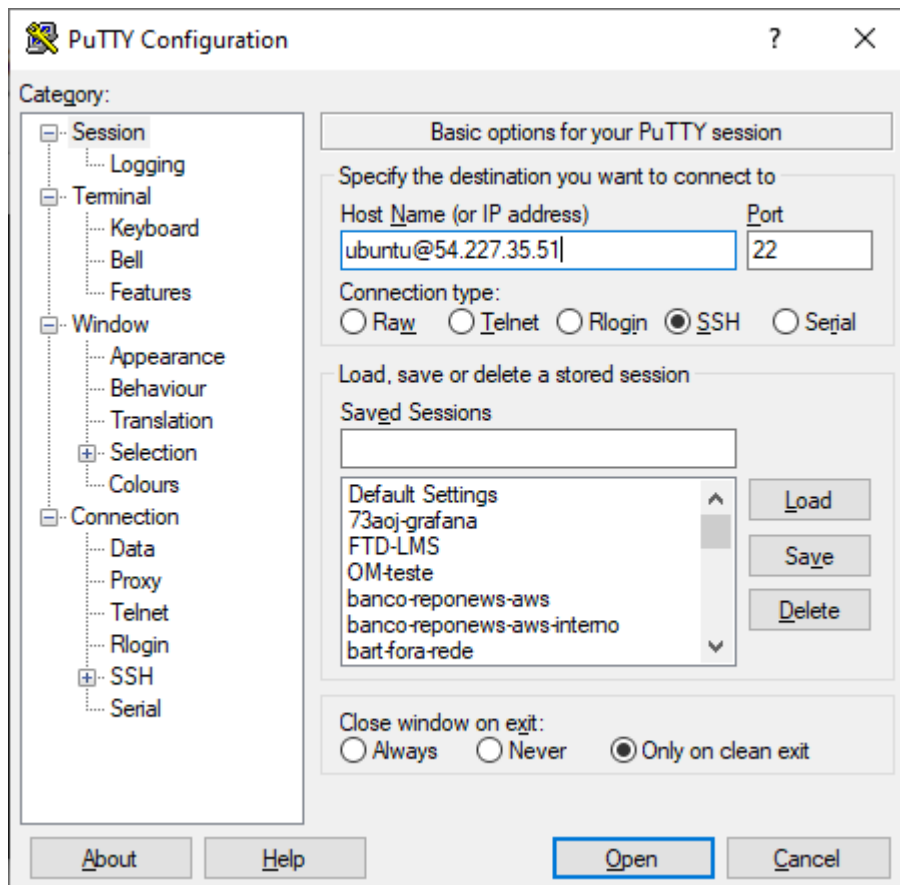 PuTTY Configuration
?
Category:
Session
Logging
Terminal
Keyboard
Bell
Features
Window
Appearance
Behaviour
Translation
Selection
Colours
Connection
Data
Proxy
Telnet
Rlogin
SSH
Serial
Basic options for your PuTTY session
Specify the destination you want to connect to
Host Name (or IP address) Port
ubuntu@54.227.35.51 22
Connection type:
Raw Telnet Rlogin SSH Serial
Load, save or delete a stored session
Saved Sessions
Default Settings
73aoj-grafana
FTD-LMS
OM-teste
banco-reponews-aws
banco-reponews-aws-interno
bart-fora-rede
Load
Save
Delete
Close window on exit:
Always Never Only on clean exit
About Help Open Cancel